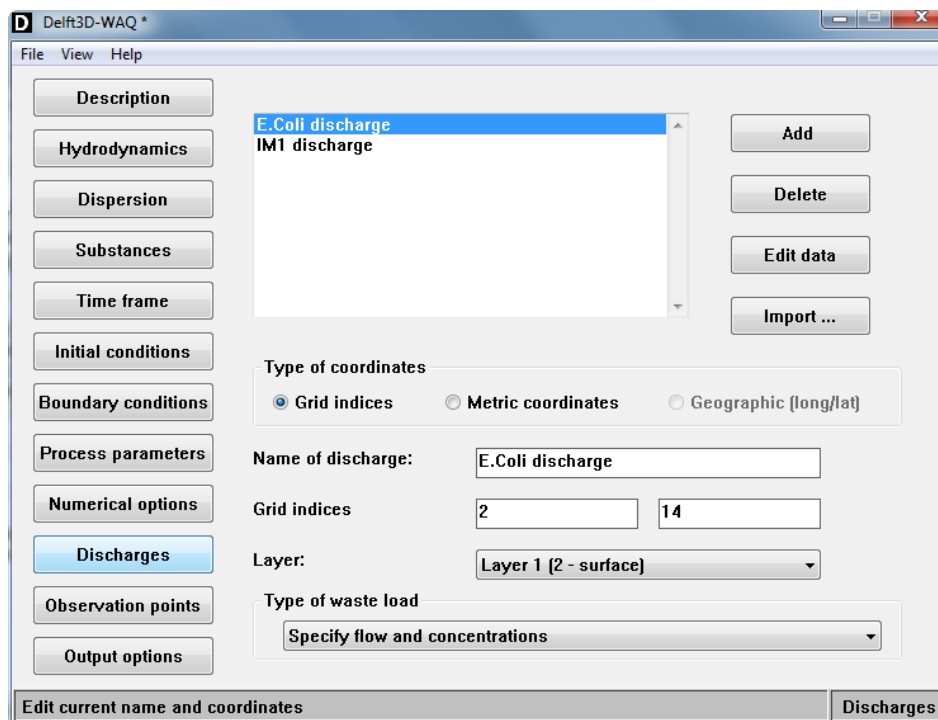 D Delft3D-WAQ *
File View Help
Description
Hydrodynamics
Dispersion
Substances
Time frame
Initial conditions
Boundary conditions
Process parameters
Numerical options
Discharges
Observation points
Output options
E.Coli discharge
IM1 discharge
Add
Delete
Edit data
Import ...
Type of coordinates
Grid indices Metric coordinates Geographic (long/lat)
Name of discharge: E.Coli discharge
Grid indices 2 14
Layer: Layer 1 (2 - surface)
Type of waste load
Specify flow and concentrations
Edit current name and coordinates Discharges